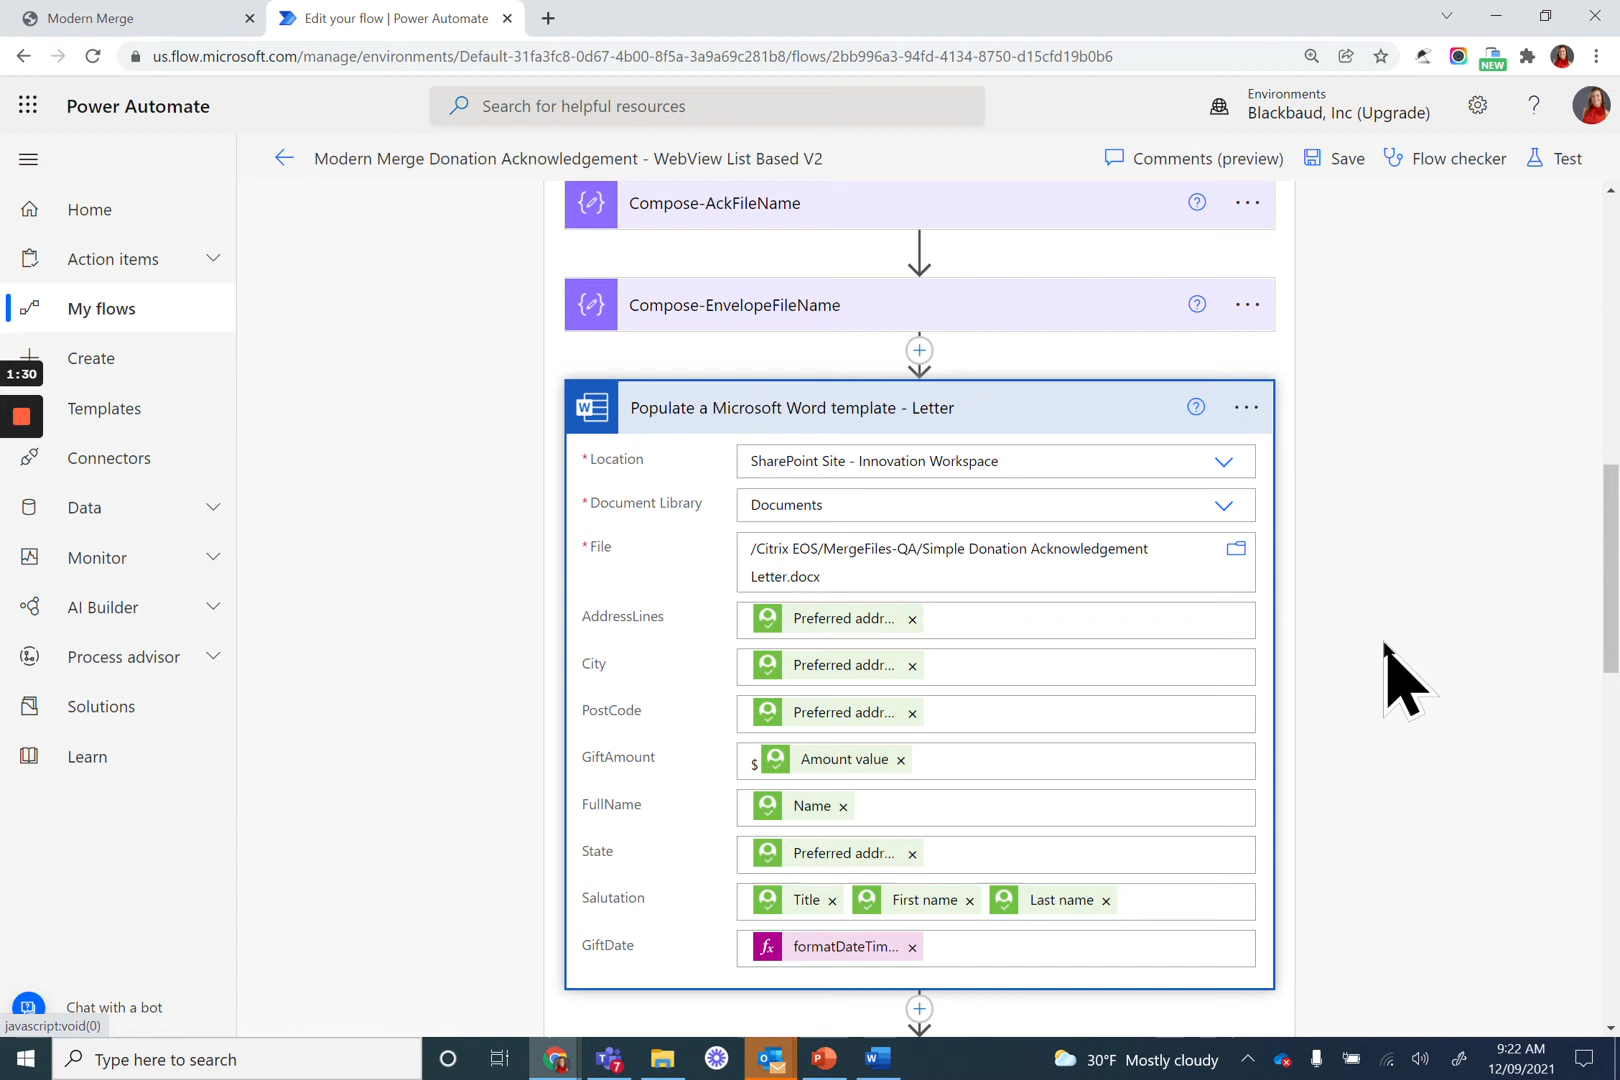 Modern Merge
Edit your flow | Power Automate
us.flow.microsoft.com/manage/environments/Default-31fa3fc8-0d67-4b00-8f5a-3a9a69c281b8/flows/2bb996a3-94fd-4134-8750-d15cfd19b0b6
NEW
Power Automate
Search for helpful resources
Environments
Blackbaud, Inc (Upgrade)
Modern Merge Donation Acknowledgement - WebView List Based V2
Comments (preview)
Save
Flow checker
Test
Home
Action items
My flows
Create
1:30
Templates
Connectors
Data
Monitor
AI Builder
Process advisor
Solutions
Learn
Chat with a bot
javascript:void(0)
Compose-AckFileName
Compose-EnvelopeFileName
Populate a Microsoft Word template - Letter
* Location
SharePoint Site - Innovation Workspace
* Document Library
Documents
* File
/Citrix EOS/MergeFiles-QA/Simple Donation Acknowledgement
Letter.docx
AddressLines
Preferred addr... ×
City
Preferred addr... ×
PostCode
Preferred addr... ×
GiftAmount
$ Amount value ×
FullName
Name ×
State
Preferred addr... ×
Salutation
Title × First name × Last name ×
GiftDate
fx formatDateTim... ×
Type here to search
7
30°F Mostly cloudy
9:22 AM
12/09/2021